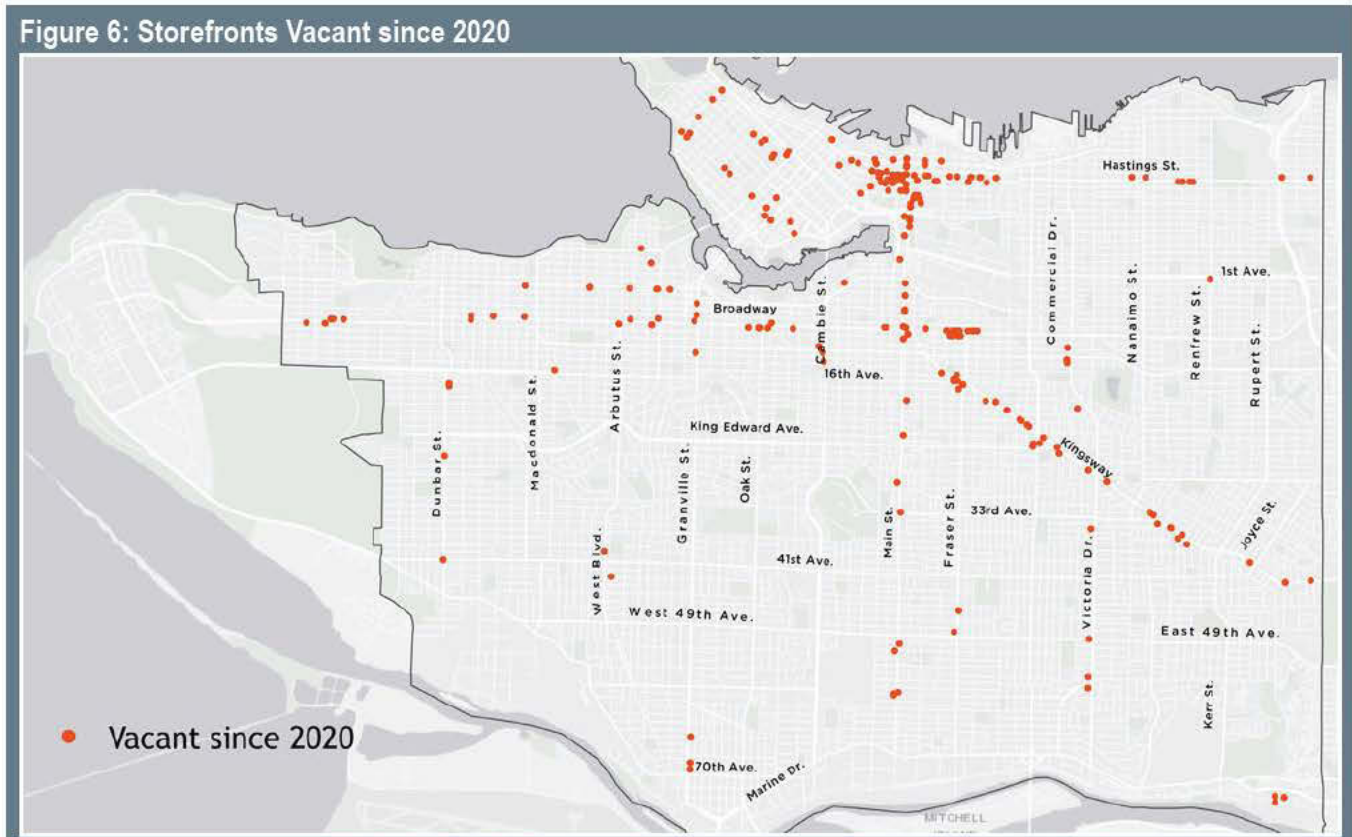 Figure 6: Storefronts Vacant since 2020
Hastings St.
Commercial Dr.
Nanaimo St.
1st Ave.
Renfrew St.
Rupert St.
Broadway
Cambie St.
Arbutus St.
16th Ave.
Macdonald St.
King Edward Ave.
Dunbar St.
Granville St.
Oak St.
Kingsway
Main St.
Fraser St.
33rd Ave.
Joyce St.
41st Ave.
West Blvd.
Victoria Dr.
West 49th Ave.
East 49th Ave.
Kerr St.
Vacant since 2020
70th Ave.
Marine Dr.
MITCHELL